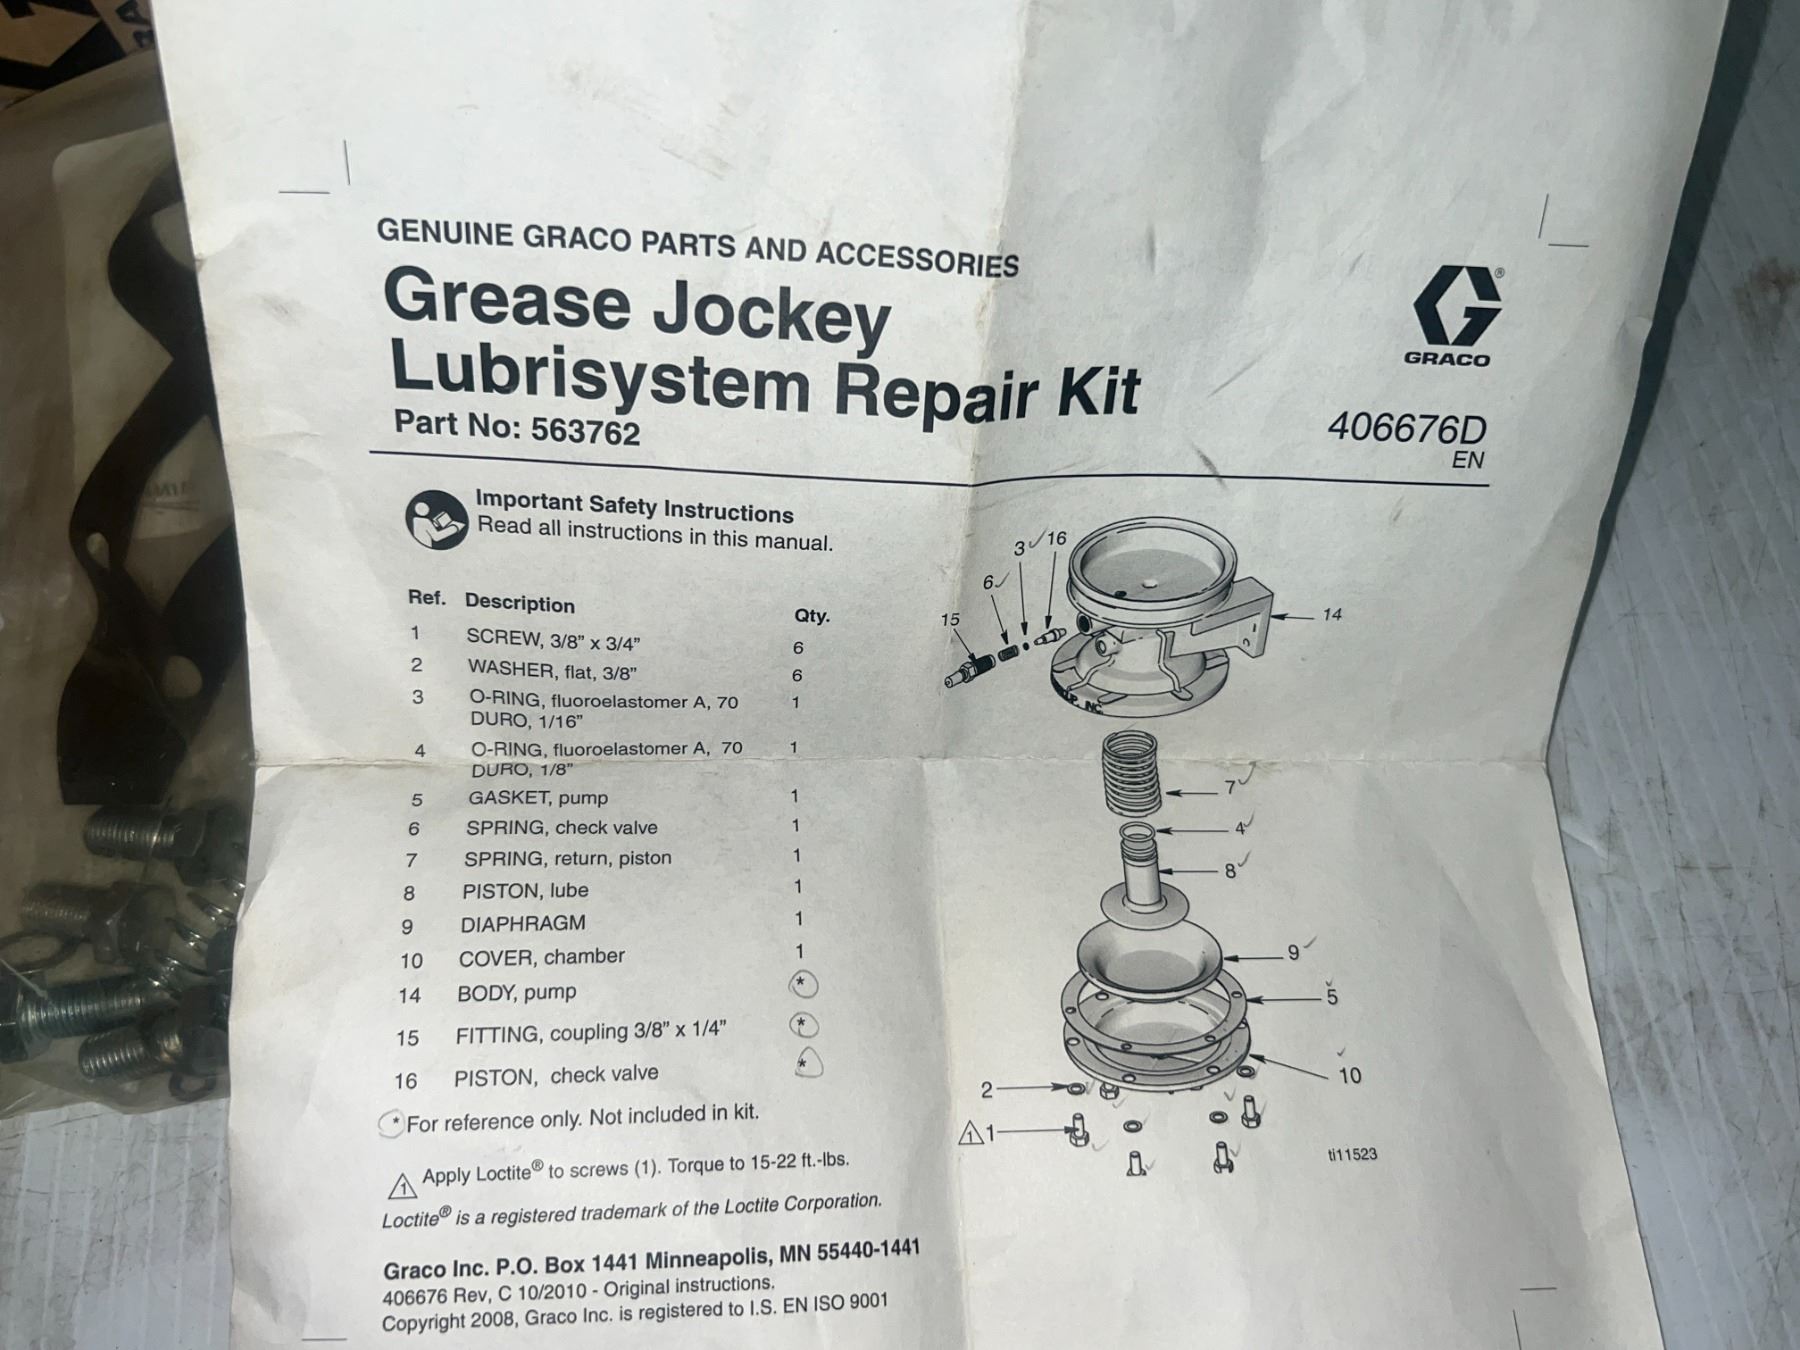 GENUINE GRACO PARTS AND ACCESSORIES
Grease Jockey
Lubrisystem Repair Kit
Part No: 563762
GRACO
®
406676D
EN
Important Safety Instructions
Read all instructions in this manual.
Ref. Description Qty.
1 SCREW, 3/8” x 3/4” 6
2 WASHER, flat, 3/8” 6
3 O-RING, fluoroelastomer A, 70 1
DURO, 1/16”
4 O-RING, fluoroelastomer A, 70 1
DURO, 1/8”
5 GASKET, pump 1
6 SPRING, check valve 1
7 SPRING, return, piston 1
8 PISTON, lube 1
9 DIAPHRAGM 1
10 COVER, chamber 1
14 BODY, pump *
15 FITTING, coupling 3/8” x 1/4” *
16 PISTON, check valve *
* For reference only. Not included in kit.
1 Apply Loctite® to screws (1). Torque to 15-22 ft.-lbs.
Loctite® is a registered trademark of the Loctite Corporation.
Graco Inc. P.O. Box 1441 Minneapolis, MN 55440-1441
406676 Rev, C 10/2010 - Original instructions.
Copyright 2008, Graco Inc. is registered to I.S. EN ISO 9001
3
16
6
15
14
INC.
7
4
8
9
5
10
2
1 1
ti11523